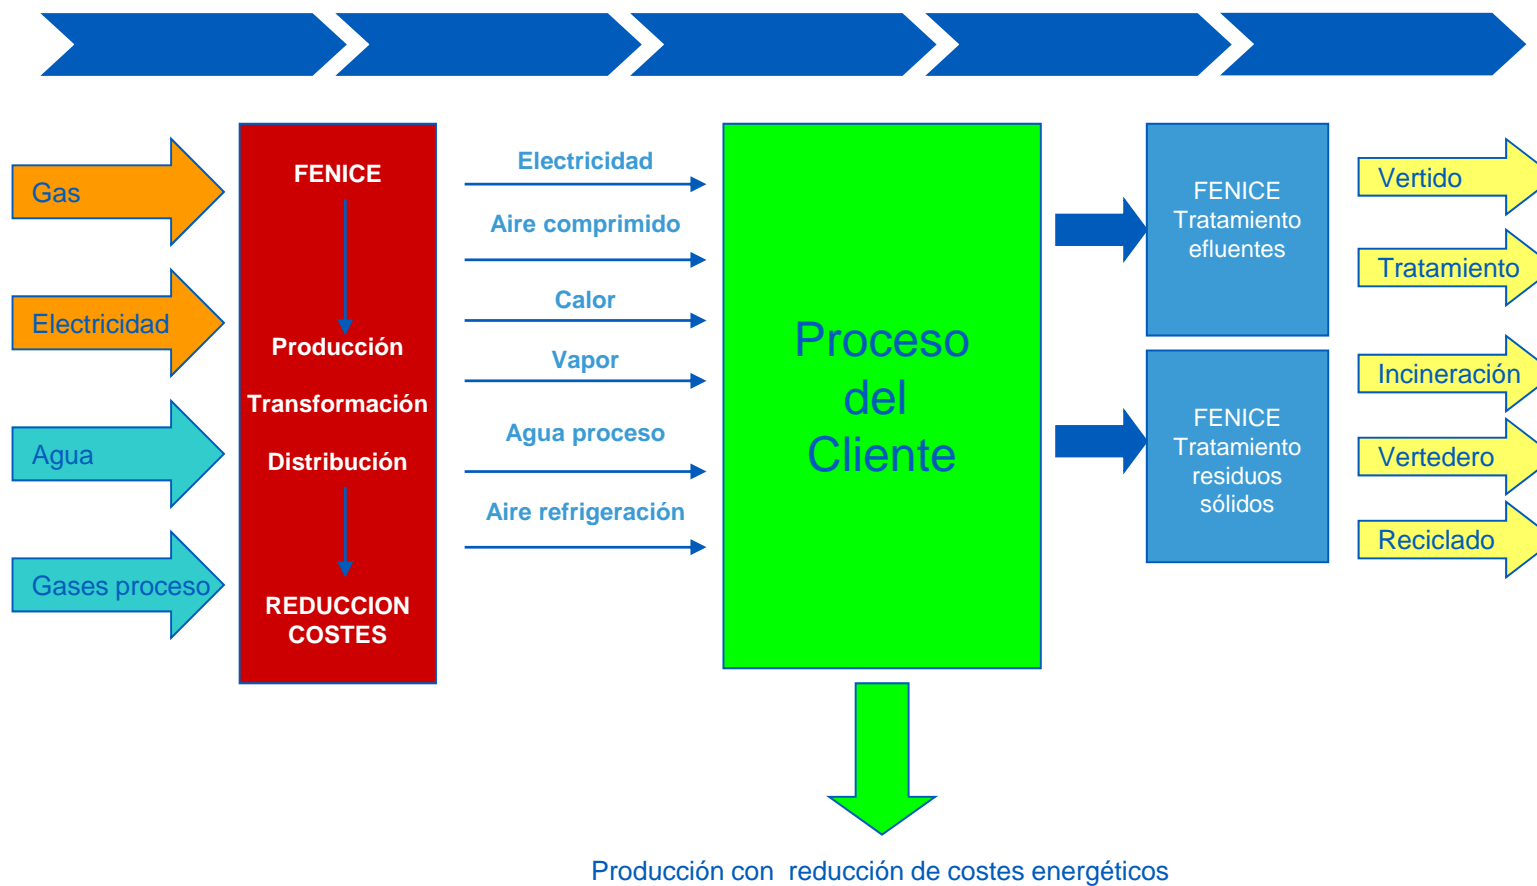 Gas
Electricidad
Agua
Gases proceso
FENICE
Producción
Transformación
Distribución
REDUCCION
COSTES
Electricidad
Aire comprimido
Calor
Vapor
Agua proceso
Aire refrigeración
Proceso
del
Cliente
FENICE
Tratamiento
efluentes
FENICE
Tratamiento
residuos
sólidos
Vertido
Tratamiento
Incineración
Vertedero
Reciclado
Producción con  reducción de costes energéticos